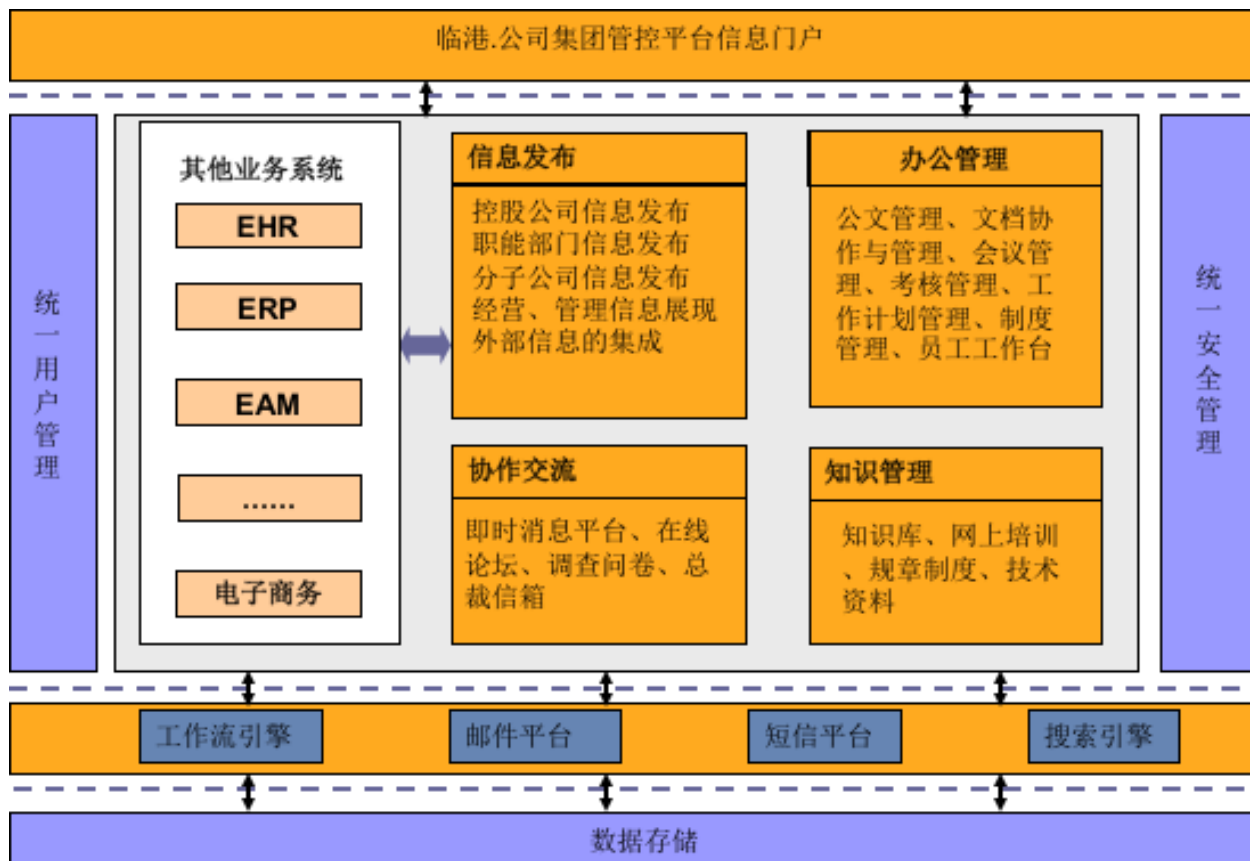 临港.公司集团管控平台信息门户
统一用户管理
其他业务系统
EHR
ERP
EAM
......
电子商务
信息发布
控股公司信息发布
职能部门信息发布
分子公司信息发布
经营、管理信息展现
外部信息的集成
办公管理
公文管理、文档协
作与管理、会议管
理、考核管理、工
作计划管理、制度
管理、员工工作台
协作交流
即时消息平台、在线
论坛、调查问卷、总
裁信箱
知识管理
知识库、网上培训
、规章制度、技术
资料
统一安全管理
工作流引擎
邮件平台
短信平台
搜索引擎
数据存储